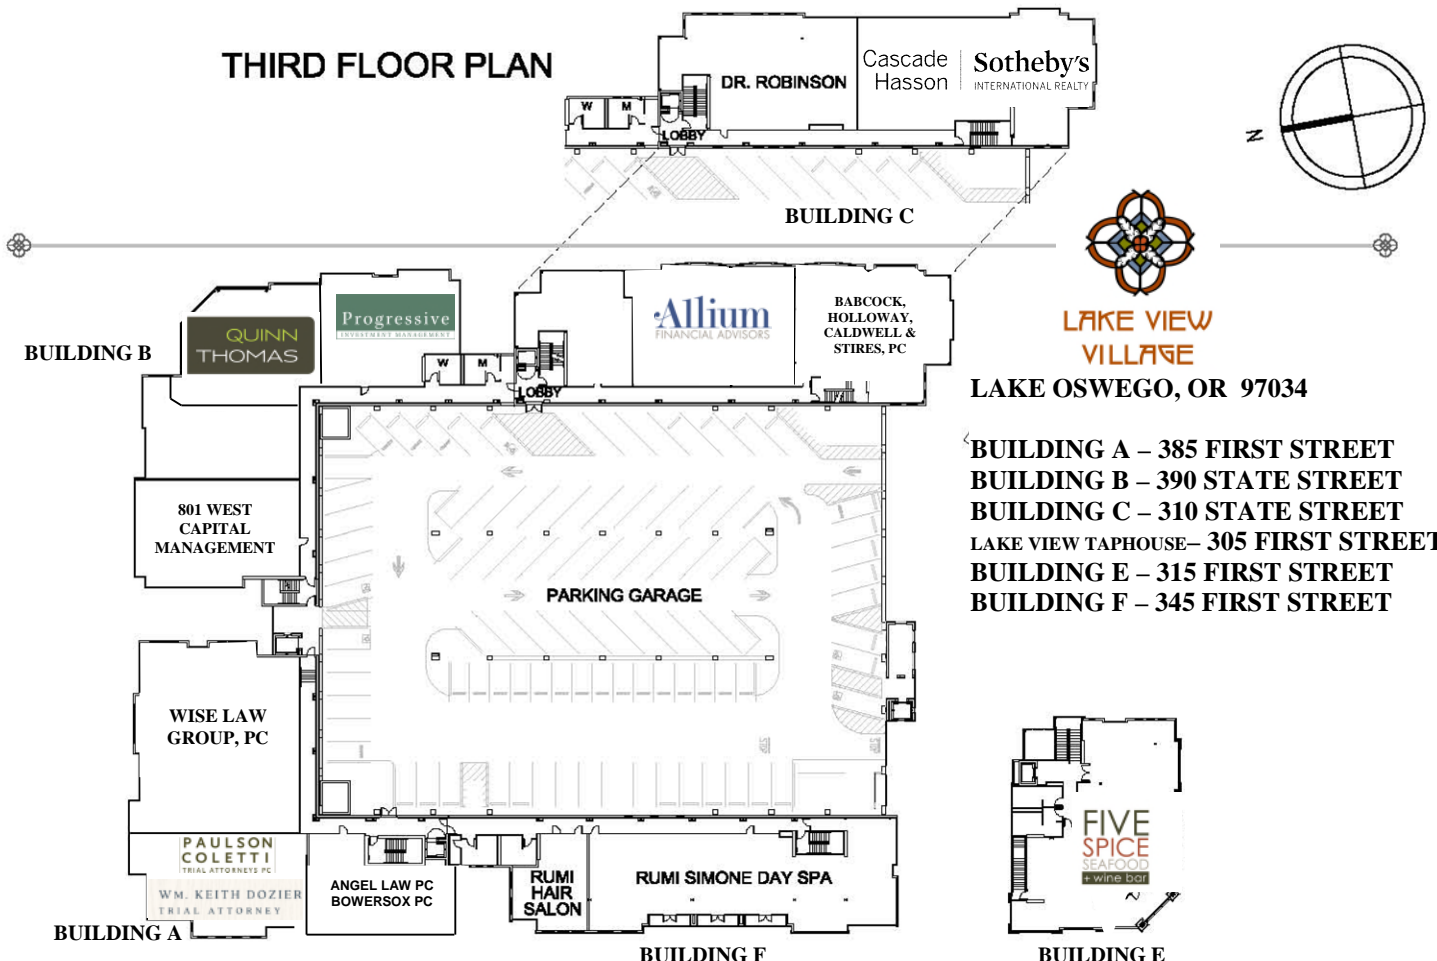 THIRD FLOOR PLAN
DR. ROBINSON
Cascade
Hasson
Sotheby's
INTERNATIONAL REALTY
W
M
LOBBY
N
BUILDING C
LAKE VIEW
VILLAGE
LAKE OSWEGO, OR 97034
BUILDING A – 385 FIRST STREET
BUILDING B – 390 STATE STREET
BUILDING C – 310 STATE STREET
LAKE VIEW TAPHOUSE– 305 FIRST STREET
BUILDING E – 315 FIRST STREET
BUILDING F – 345 FIRST STREET
BUILDING B
QUINN
THOMAS
Progressive
INVESTMENT MANAGEMENT
W
M
LOBBY
Allium
FINANCIAL ADVISORS
BABCOCK,
HOLLOWAY,
CALDWELL &
STIRES, PC
801 WEST
CAPITAL
MANAGEMENT
PARKING GARAGE
WISE LAW
GROUP, PC
STOP
STOP
PAULSON
COLETTI
TRIAL ATTORNEYS PC
WM. KEITH DOZIER
TRIAL ATTORNEY
BUILDING A
ANGEL LAW PC
BOWERSOX PC
RUMI
HAIR
SALON
RUMI SIMONE DAY SPA
BUILDING F
FIVE
SPICE
SEAFOOD
+ wine bar
BUILDING E